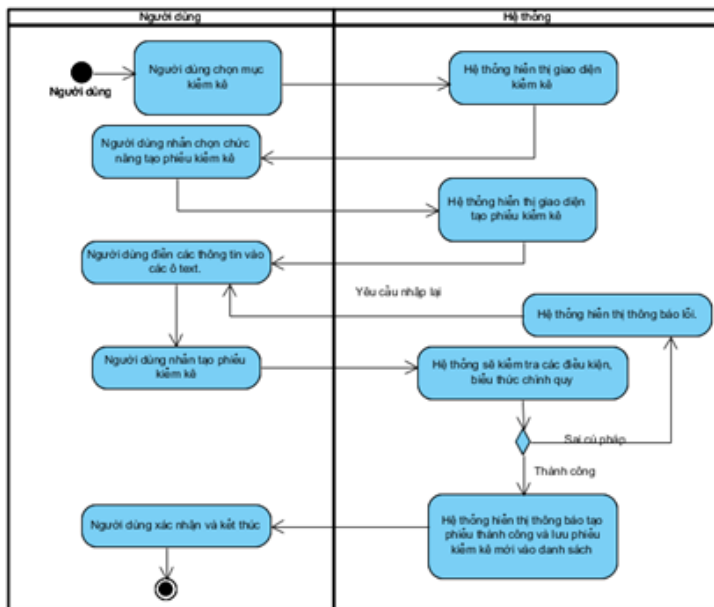 Người dùng
Hệ thống
Người dùng chọn mục
kiểm kê
Người dùng
Hệ thống hiển thị giao diện
kiểm kê
Người dùng nhấn chọn chức
năng tạo phiếu kiểm kê
Hệ thống hiển thị giao diện
tạo phiếu kiểm kê
Người dùng điền các thông tin vào
các ô text.
Yêu cầu nhập lại
Hệ thống hiển thị thông báo lỗi.
Người dùng nhấn tạo phiếu
kiểm kê
Hệ thống sẽ kiểm tra các điều kiện,
biểu thức chính quy
Sai cú pháp
Thành công
Người dùng xác nhận và kết thúc
Hệ thống hiển thị thông báo tạo
phiếu thành công và lưu phiếu
kiểm kê mới vào danh sách